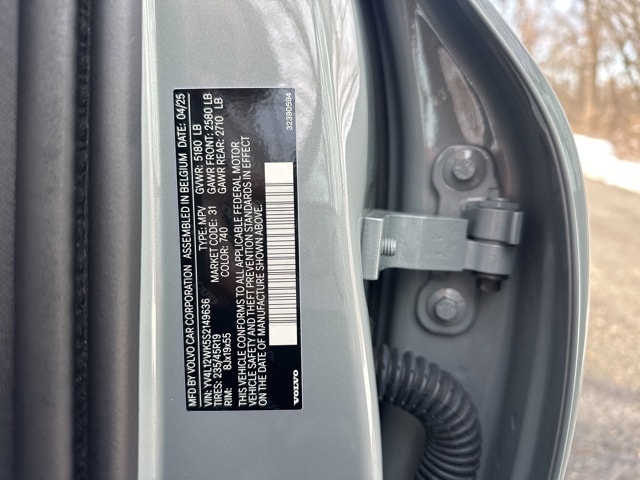 MFD BY VOLVO CAR CORPORATION ASSEMBLED IN BELGIUM DATE: 04/25
VIN: YV4L12WK5S2149636 TYPE: MPV GVWR: 5180 LB
TIRES: 235/45R19 MARKET CODE: 31 GAWR FRONT: 2580 LB
RIM: 8Jx19x55 COLOR: 740 GAWR REAR: 2710 LB
THIS VEHICLE CONFORMS TO ALL APPLICABLE FEDERAL MOTOR
VEHICLE SAFETY AND THEFT PREVENTION STANDARDS IN EFFECT
ON THE DATE OF MANUFACTURE SHOWN ABOVE.
VOLVO 32390594